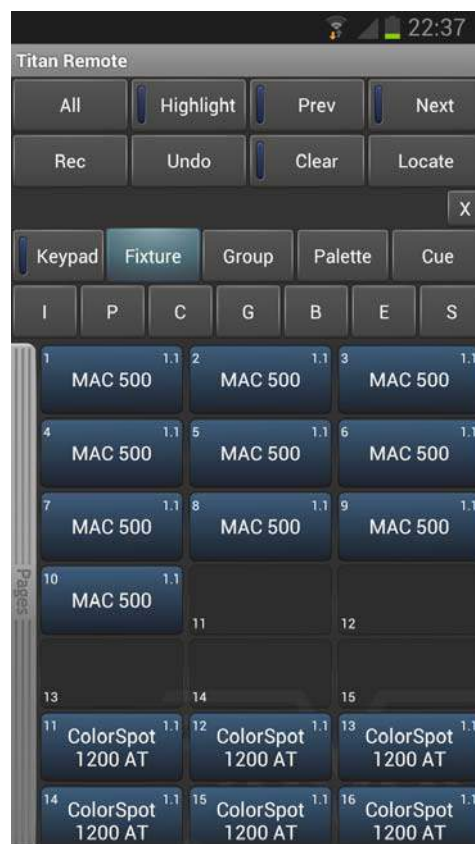 22:37
Titan Remote
All Highlight Prev Next
Rec Undo Clear Locate
X
Keypad Fixture Group Palette Cue
I P C G B E S
1 1.1 2 1.1 3 1.1
MAC 500 MAC 500 MAC 500
4 1.1 5 1.1 6 1.1
MAC 500 MAC 500 MAC 500
7 1.1 8 1.1 9 1.1
MAC 500 MAC 500 MAC 500
Pages
10 1.1
MAC 500
11 12
13 14 15
11 1.1 12 1.1 13 1.1
ColorSpot ColorSpot ColorSpot
1200 AT 1200 AT 1200 AT
14 1.1 15 1.1 16 1.1
ColorSpot ColorSpot ColorSpot
1200 AT 1200 AT 1200 AT